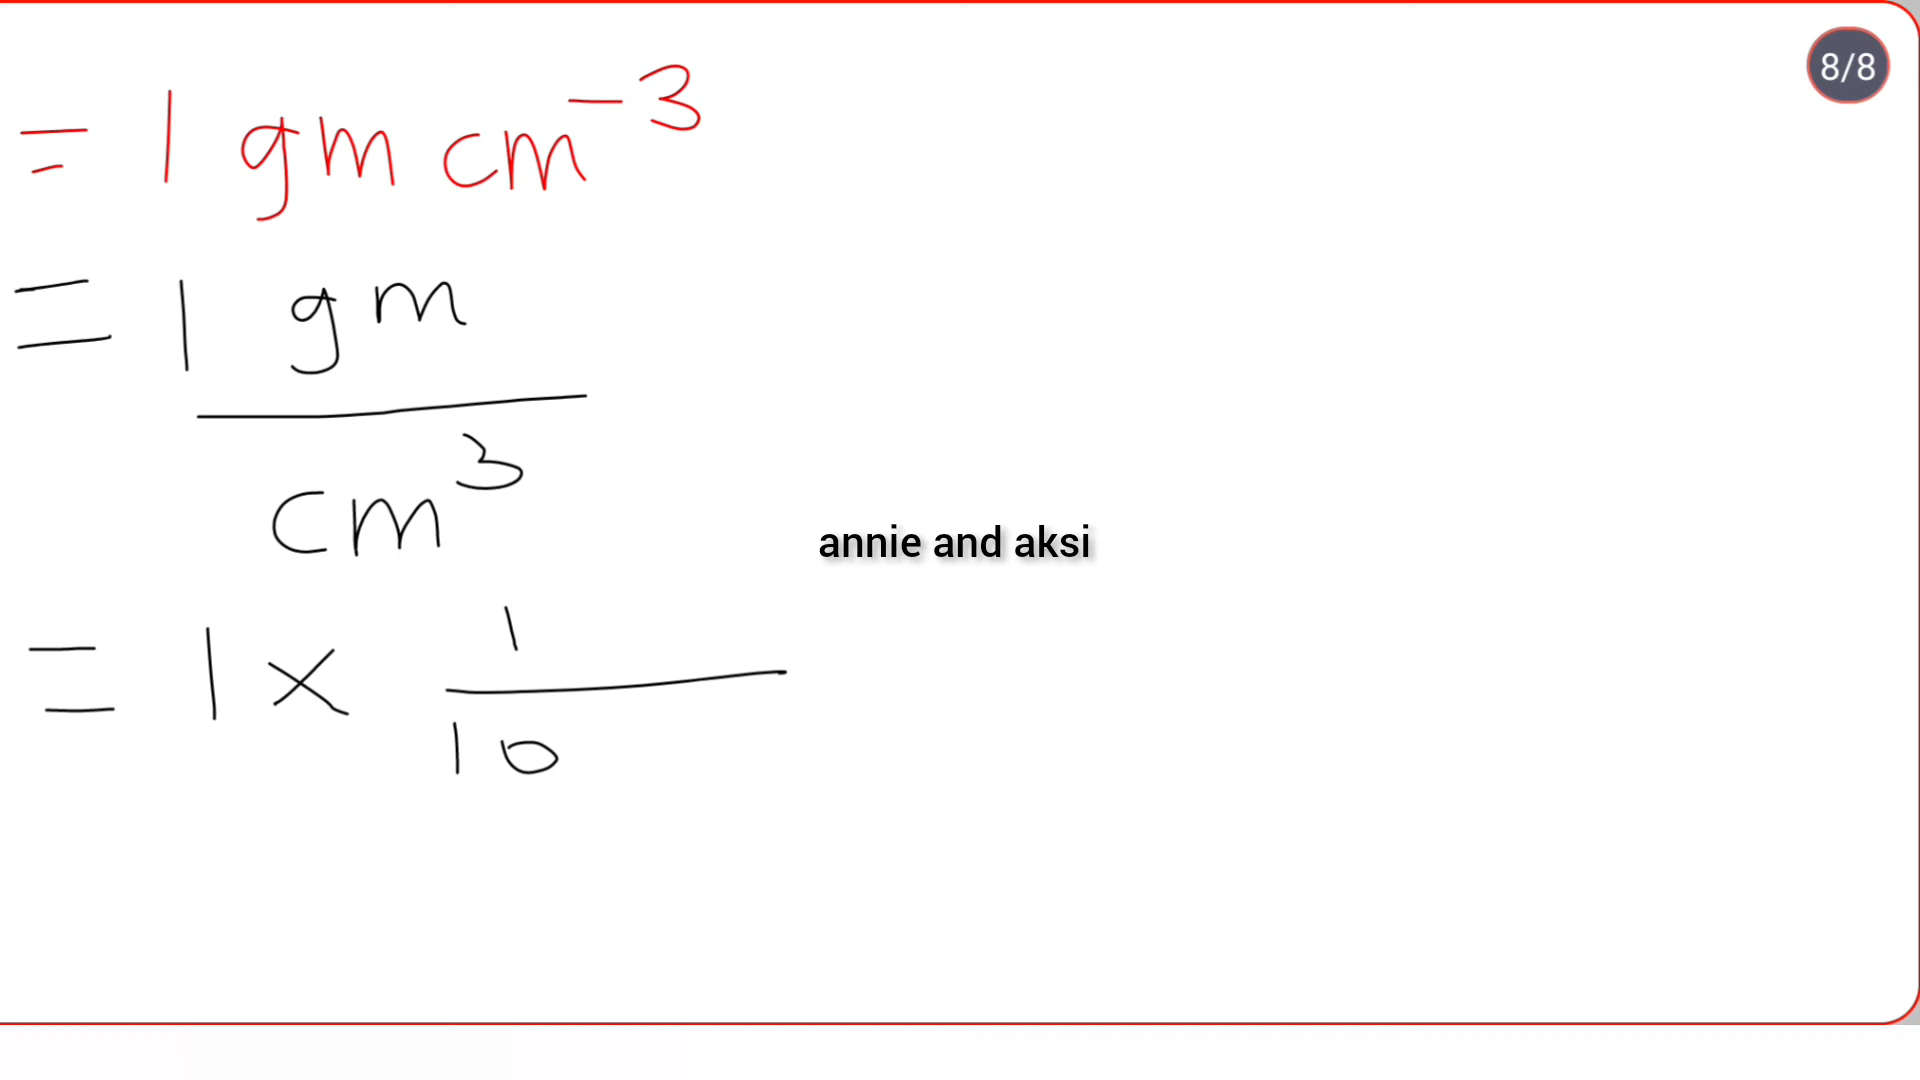 8/8
= 1 gm cm⁻³
= 1 gm
cm³
annie and aksi
= 1 × 1
10